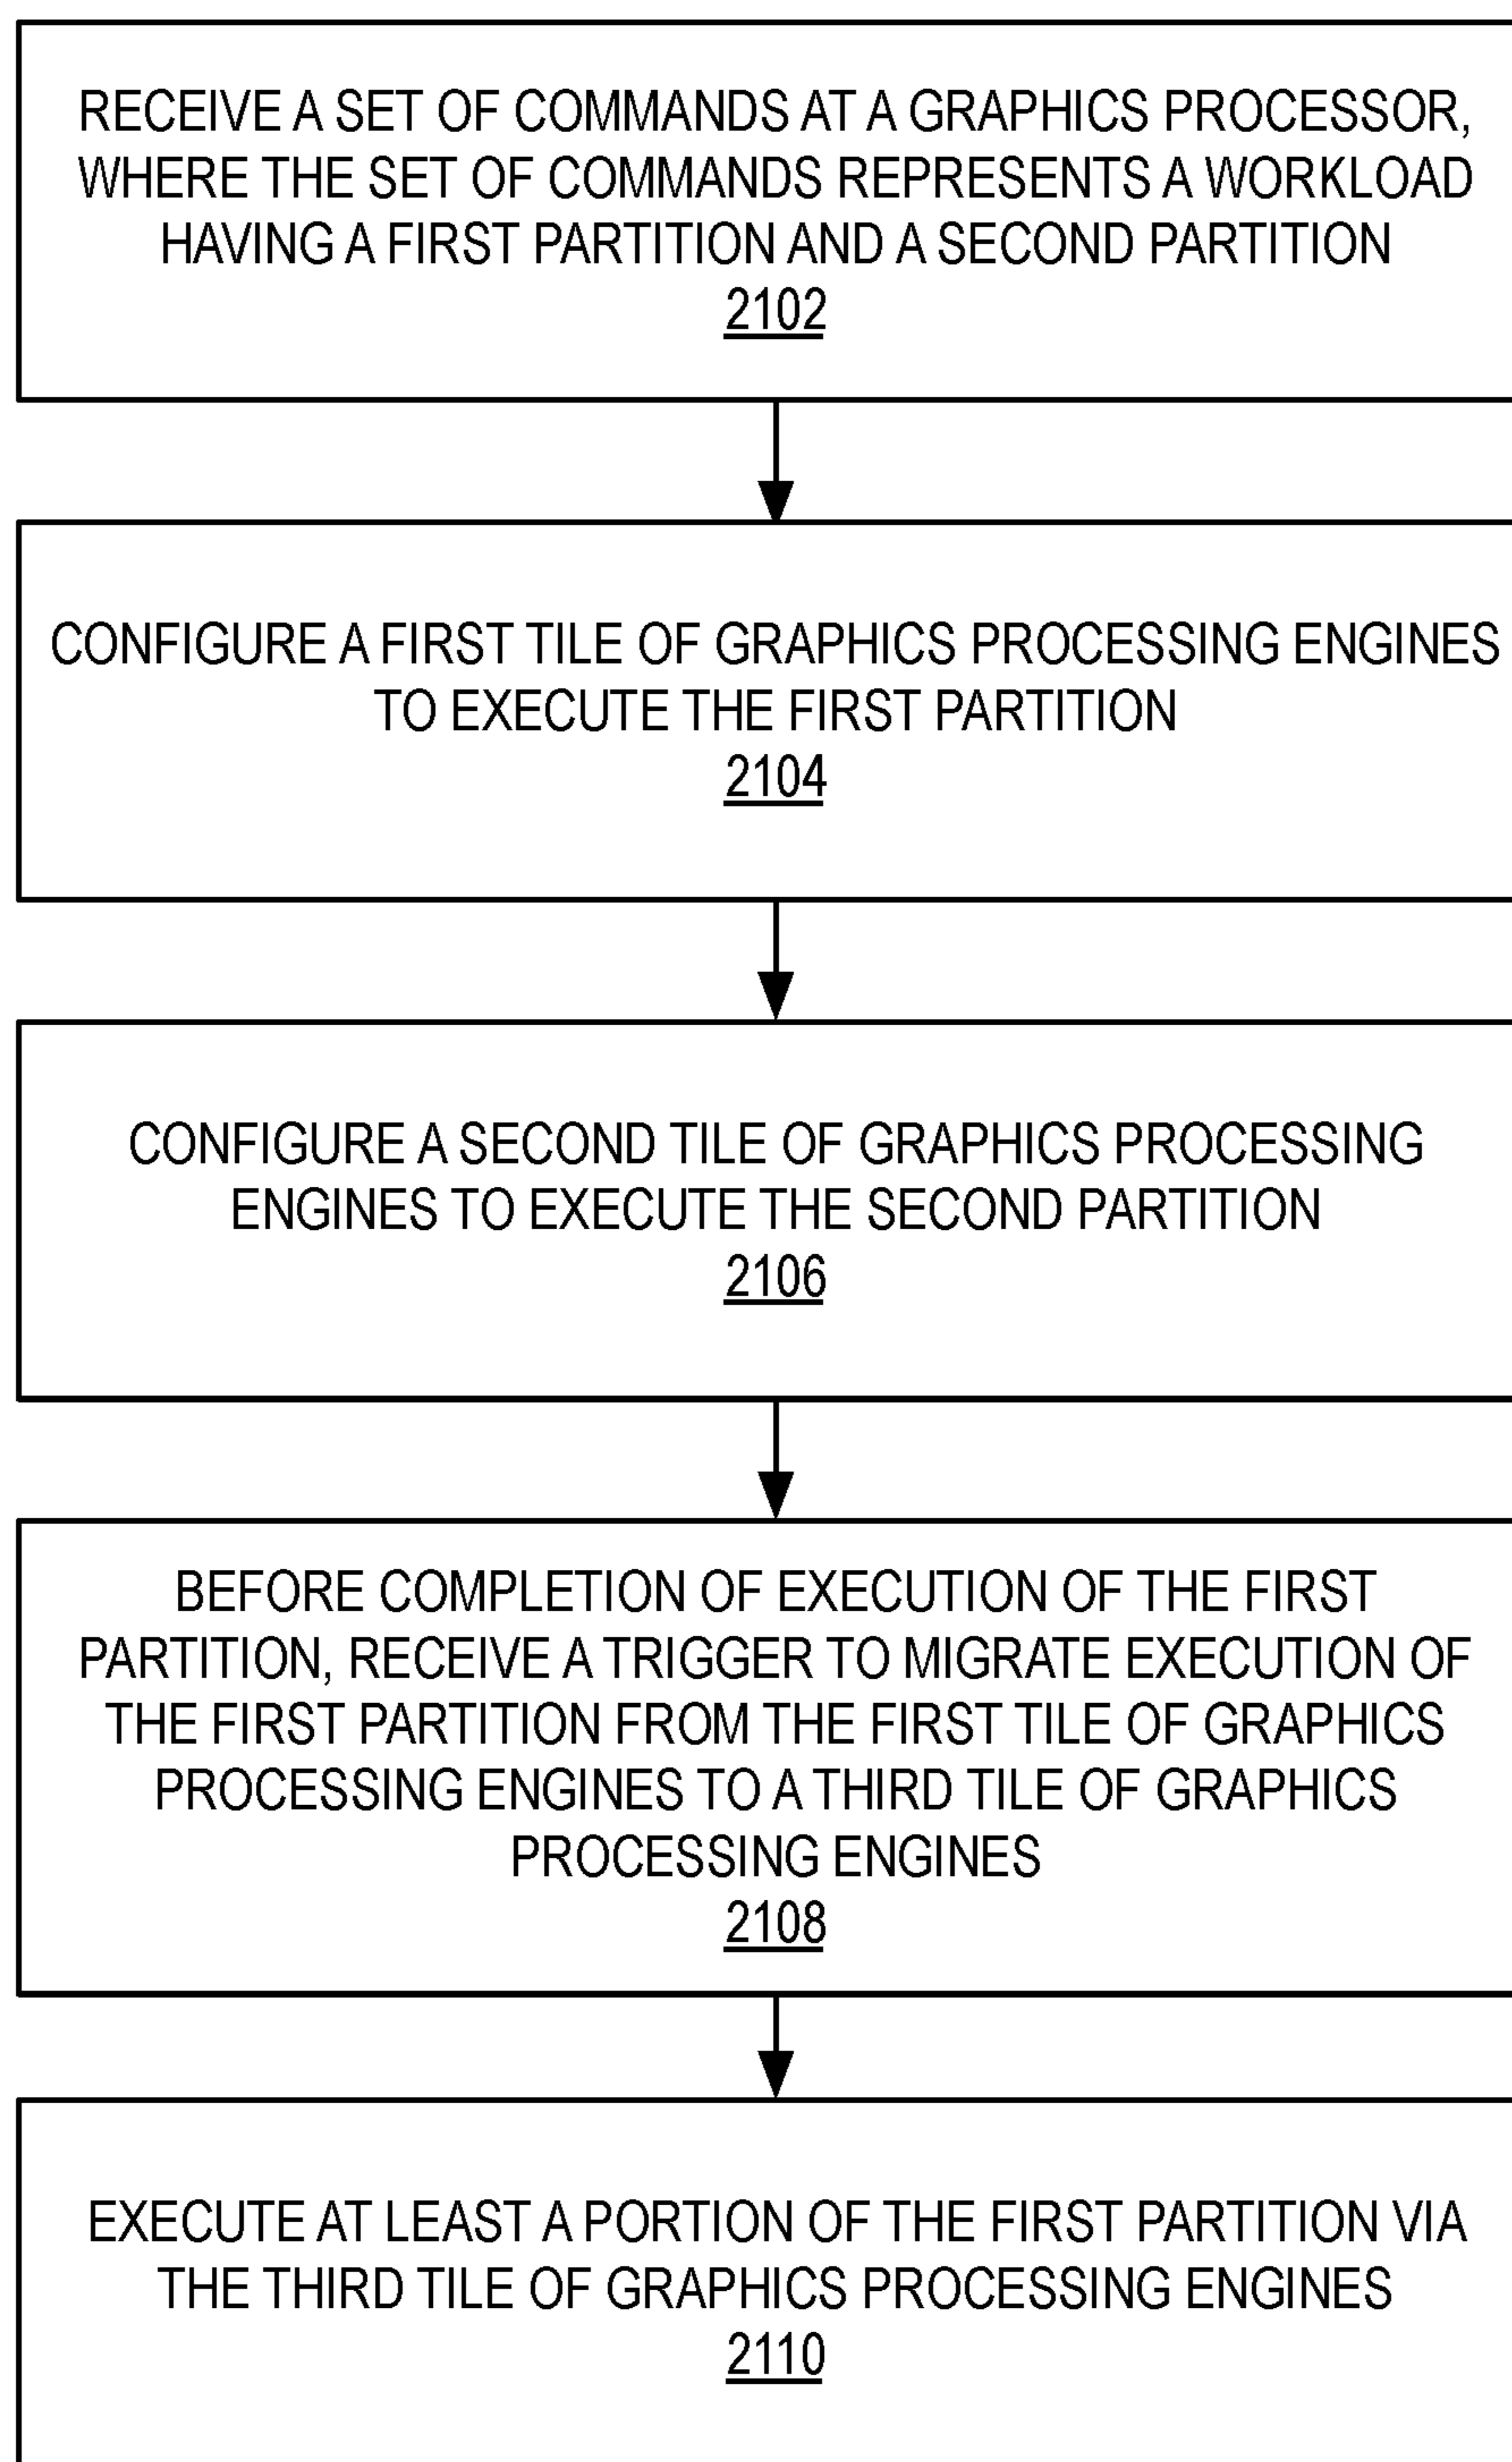 RECEIVE A SET OF COMMANDS AT A GRAPHICS PROCESSOR,
WHERE THE SET OF COMMANDS REPRESENTS A WORKLOAD
HAVING A FIRST PARTITION AND A SECOND PARTITION
2102
CONFIGURE A FIRST TILE OF GRAPHICS PROCESSING ENGINES
TO EXECUTE THE FIRST PARTITION
2104
CONFIGURE A SECOND TILE OF GRAPHICS PROCESSING
ENGINES TO EXECUTE THE SECOND PARTITION
2106
BEFORE COMPLETION OF EXECUTION OF THE FIRST
PARTITION, RECEIVE A TRIGGER TO MIGRATE EXECUTION OF
THE FIRST PARTITION FROM THE FIRST TILE OF GRAPHICS
PROCESSING ENGINES TO A THIRD TILE OF GRAPHICS
PROCESSING ENGINES
2108
EXECUTE AT LEAST A PORTION OF THE FIRST PARTITION VIA
THE THIRD TILE OF GRAPHICS PROCESSING ENGINES
2110